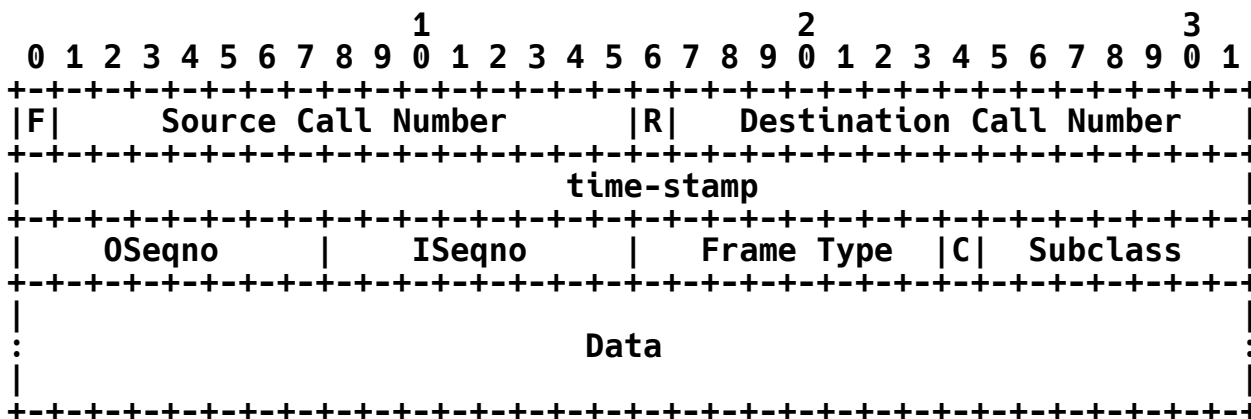 1                   2                   3
 0 1 2 3 4 5 6 7 8 9 0 1 2 3 4 5 6 7 8 9 0 1 2 3 4 5 6 7 8 9 0 1
+-+-+-+-+-+-+-+-+-+-+-+-+-+-+-+-+-+-+-+-+-+-+-+-+-+-+-+-+-+-+-+-+
|F|     Source Call Number      |R|   Destination Call Number   |
+-+-+-+-+-+-+-+-+-+-+-+-+-+-+-+-+-+-+-+-+-+-+-+-+-+-+-+-+-+-+-+-+
|                            time-stamp                         |
+-+-+-+-+-+-+-+-+-+-+-+-+-+-+-+-+-+-+-+-+-+-+-+-+-+-+-+-+-+-+-+-+
|    OSeqno     |    ISeqno     |   Frame Type  |C|  Subclass   |
+-+-+-+-+-+-+-+-+-+-+-+-+-+-+-+-+-+-+-+-+-+-+-+-+-+-+-+-+-+-+-+-+
|                                                               |
:                             Data                              :
|                                                               |
+-+-+-+-+-+-+-+-+-+-+-+-+-+-+-+-+-+-+-+-+-+-+-+-+-+-+-+-+-+-+-+-+